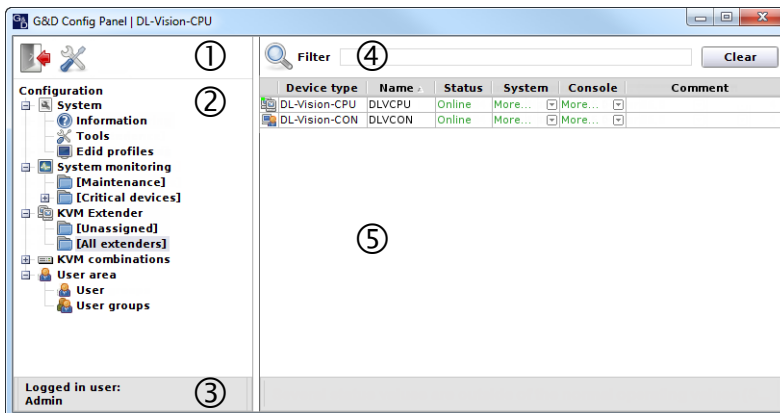 G&D Config Panel | DL-Vision-CPU
①
Filter
④
Clear
Configuration
②
System
Information
Tools
Edid profiles
System monitoring
[Maintenance]
[Critical devices]
KVM Extender
[Unassigned]
[All extenders]
KVM combinations
User area
User
User groups
Device type Name Status System Console Comment
DL-Vision-CPU DLVCPU Online More... More...
DL-Vision-CON DLVCON Online More... More...
⑤
Logged in user:
Admin
③